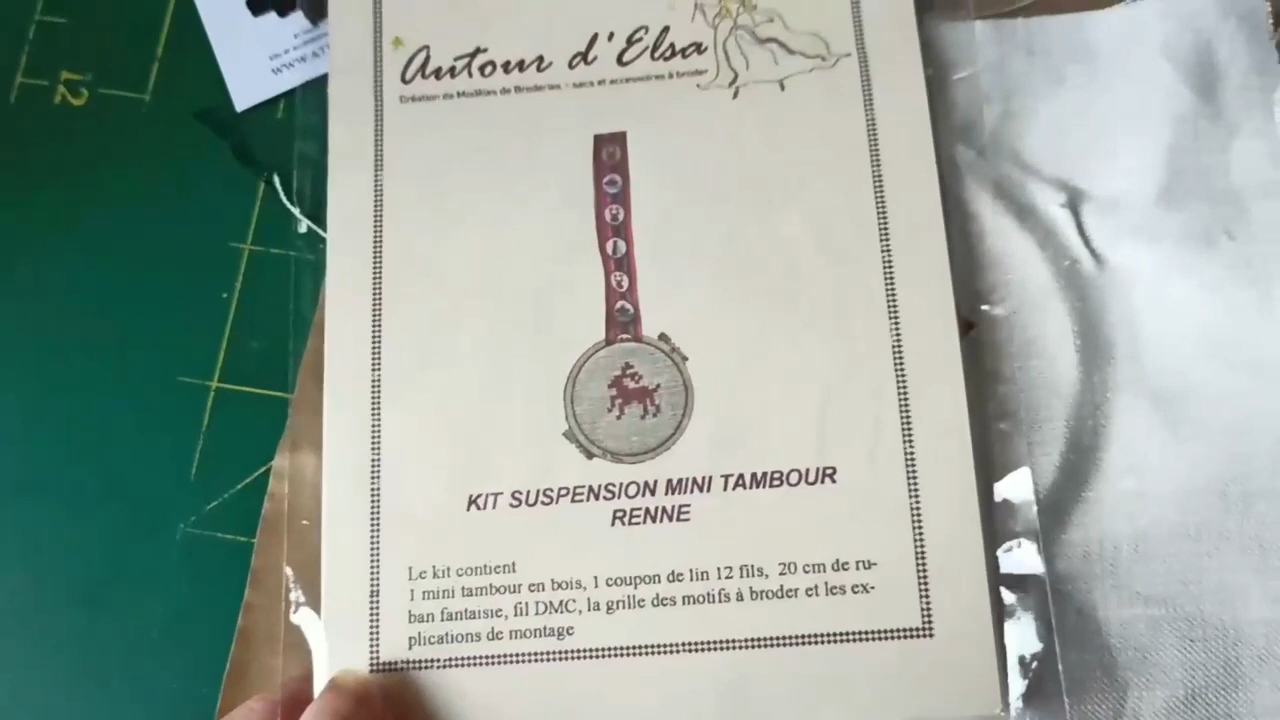 12
Autour d'Elsa
Création de Modèles de Broderies - sacs et accessoires à broder
KIT SUSPENSION MINI TAMBOUR
RENNE
Le kit contient
1 mini tambour en bois, 1 coupon de lin 12 fils, 20 cm de ru-
ban fantaisie, fil DMC, la grille des motifs à broder et les ex-
plications de montage